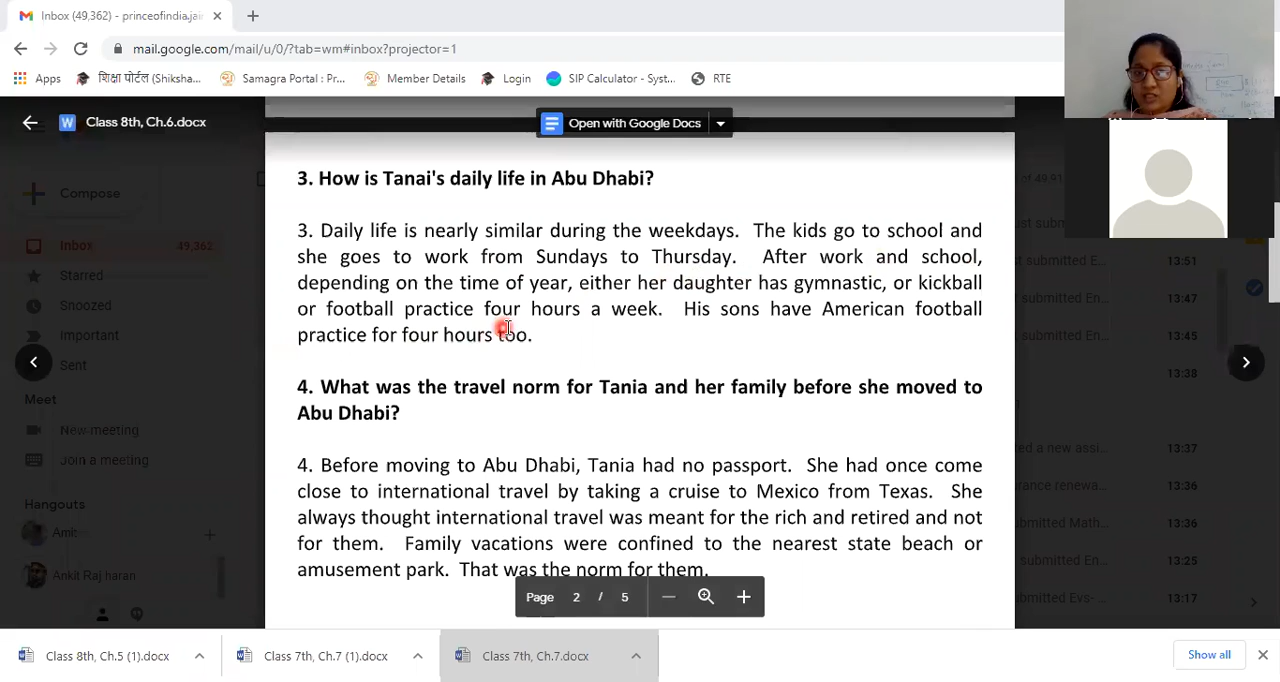 Inbox (49,362) - princeofindia.jai
mail.google.com/mail/u/0/?tab=wm#inbox?projector=1
Apps शिक्षा पोर्टल (Shiksha... Samagra Portal : Pr... Member Details Login SIP Calculator - Syst... RTE
Class 8th, Ch.6.docx
Open with Google Docs
Compose
Inbox 49,362
Starred
Snoozed
Important
Sent
Meet
New meeting
Join a meeting
Hangouts
Amit
Ankit Raj haran
3. How is Tanai's daily life in Abu Dhabi?
3. Daily life is nearly similar during the weekdays. The kids go to school and
she goes to work from Sundays to Thursday. After work and school,
depending on the time of year, either her daughter has gymnastic, or kickball
or football practice four hours a week. His sons have American football
practice for four hours too.
4. What was the travel norm for Tania and her family before she moved to
Abu Dhabi?
4. Before moving to Abu Dhabi, Tania had no passport. She had once come
close to international travel by taking a cruise to Mexico from Texas. She
always thought international travel was meant for the rich and retired and not
for them. Family vacations were confined to the nearest state beach or
amusement park. That was the norm for them.
Page 2 / 5
13:51
13:47
13:45
13:38
13:37
13:36
13:36
13:25
13:17
Class 8th, Ch.5 (1).docx
Class 7th, Ch.7 (1).docx
Class 7th, Ch.7.docx
Show all